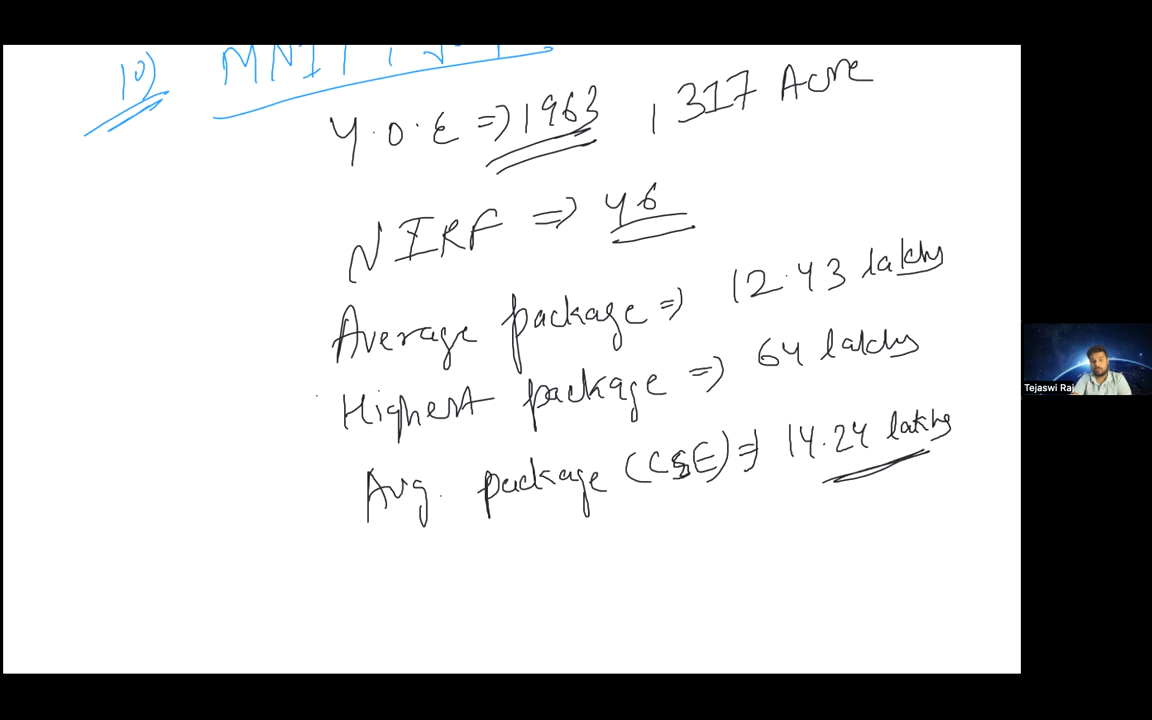 10) MNIT
Y.O.E => 1963 , 317 Acre
NIRF => 46
Average package => 12.43 lakhs
Highest package => 64 lakhs
Avg. package (CSE) => 14.24 lakhs
Tejaswi Raj